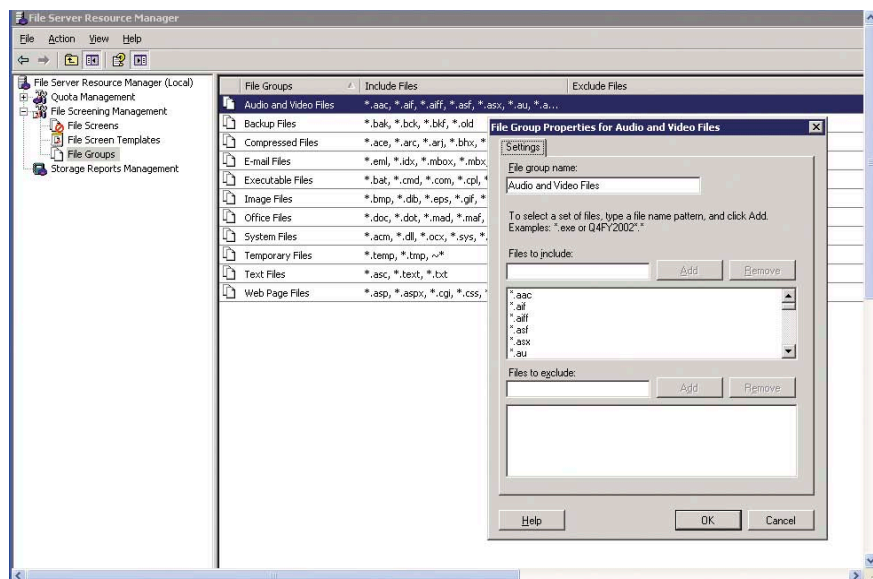 File Server Resource Manager
File Action View Help
File Server Resource Manager (Local)
Quota Management
File Screening Management
File Screens
File Screen Templates
File Groups
Storage Reports Management
File Groups Include Files Exclude Files
Audio and Video Files *.aac, *.aif, *.aiff, *.asf, *.asx, *.au, *.a...
Backup Files *.bak, *.bck, *.bkf, *.old
Compressed Files *.ace, *.arc, *.arj, *.bhx, *
E-mail Files *.eml, *.idx, *.mbox, *.mbx
Executable Files *.bat, *.cmd, *.com, *.cpl, *
Image Files *.bmp, *.dib, *.eps, *.gif, *
Office Files *.doc, *.dot, *.mad, *.maf,
System Files *.acm, *.dll, *.ocx, *.sys, *.
Temporary Files *.temp, *.tmp, ~*
Text Files *.asc, *.text, *.txt
Web Page Files *.asp, *.aspx, *.cgi, *.css, *
File Group Properties for Audio and Video Files
Settings
File group name:
Audio and Video Files
To select a set of files, type a file name pattern, and click Add.
Examples: *.exe or Q4FY2002*.*
Files to include:
Add Remove
*.aac
*.aif
*.aiff
*.asf
*.asx
*.au
Files to exclude:
Add Remove
Help OK Cancel